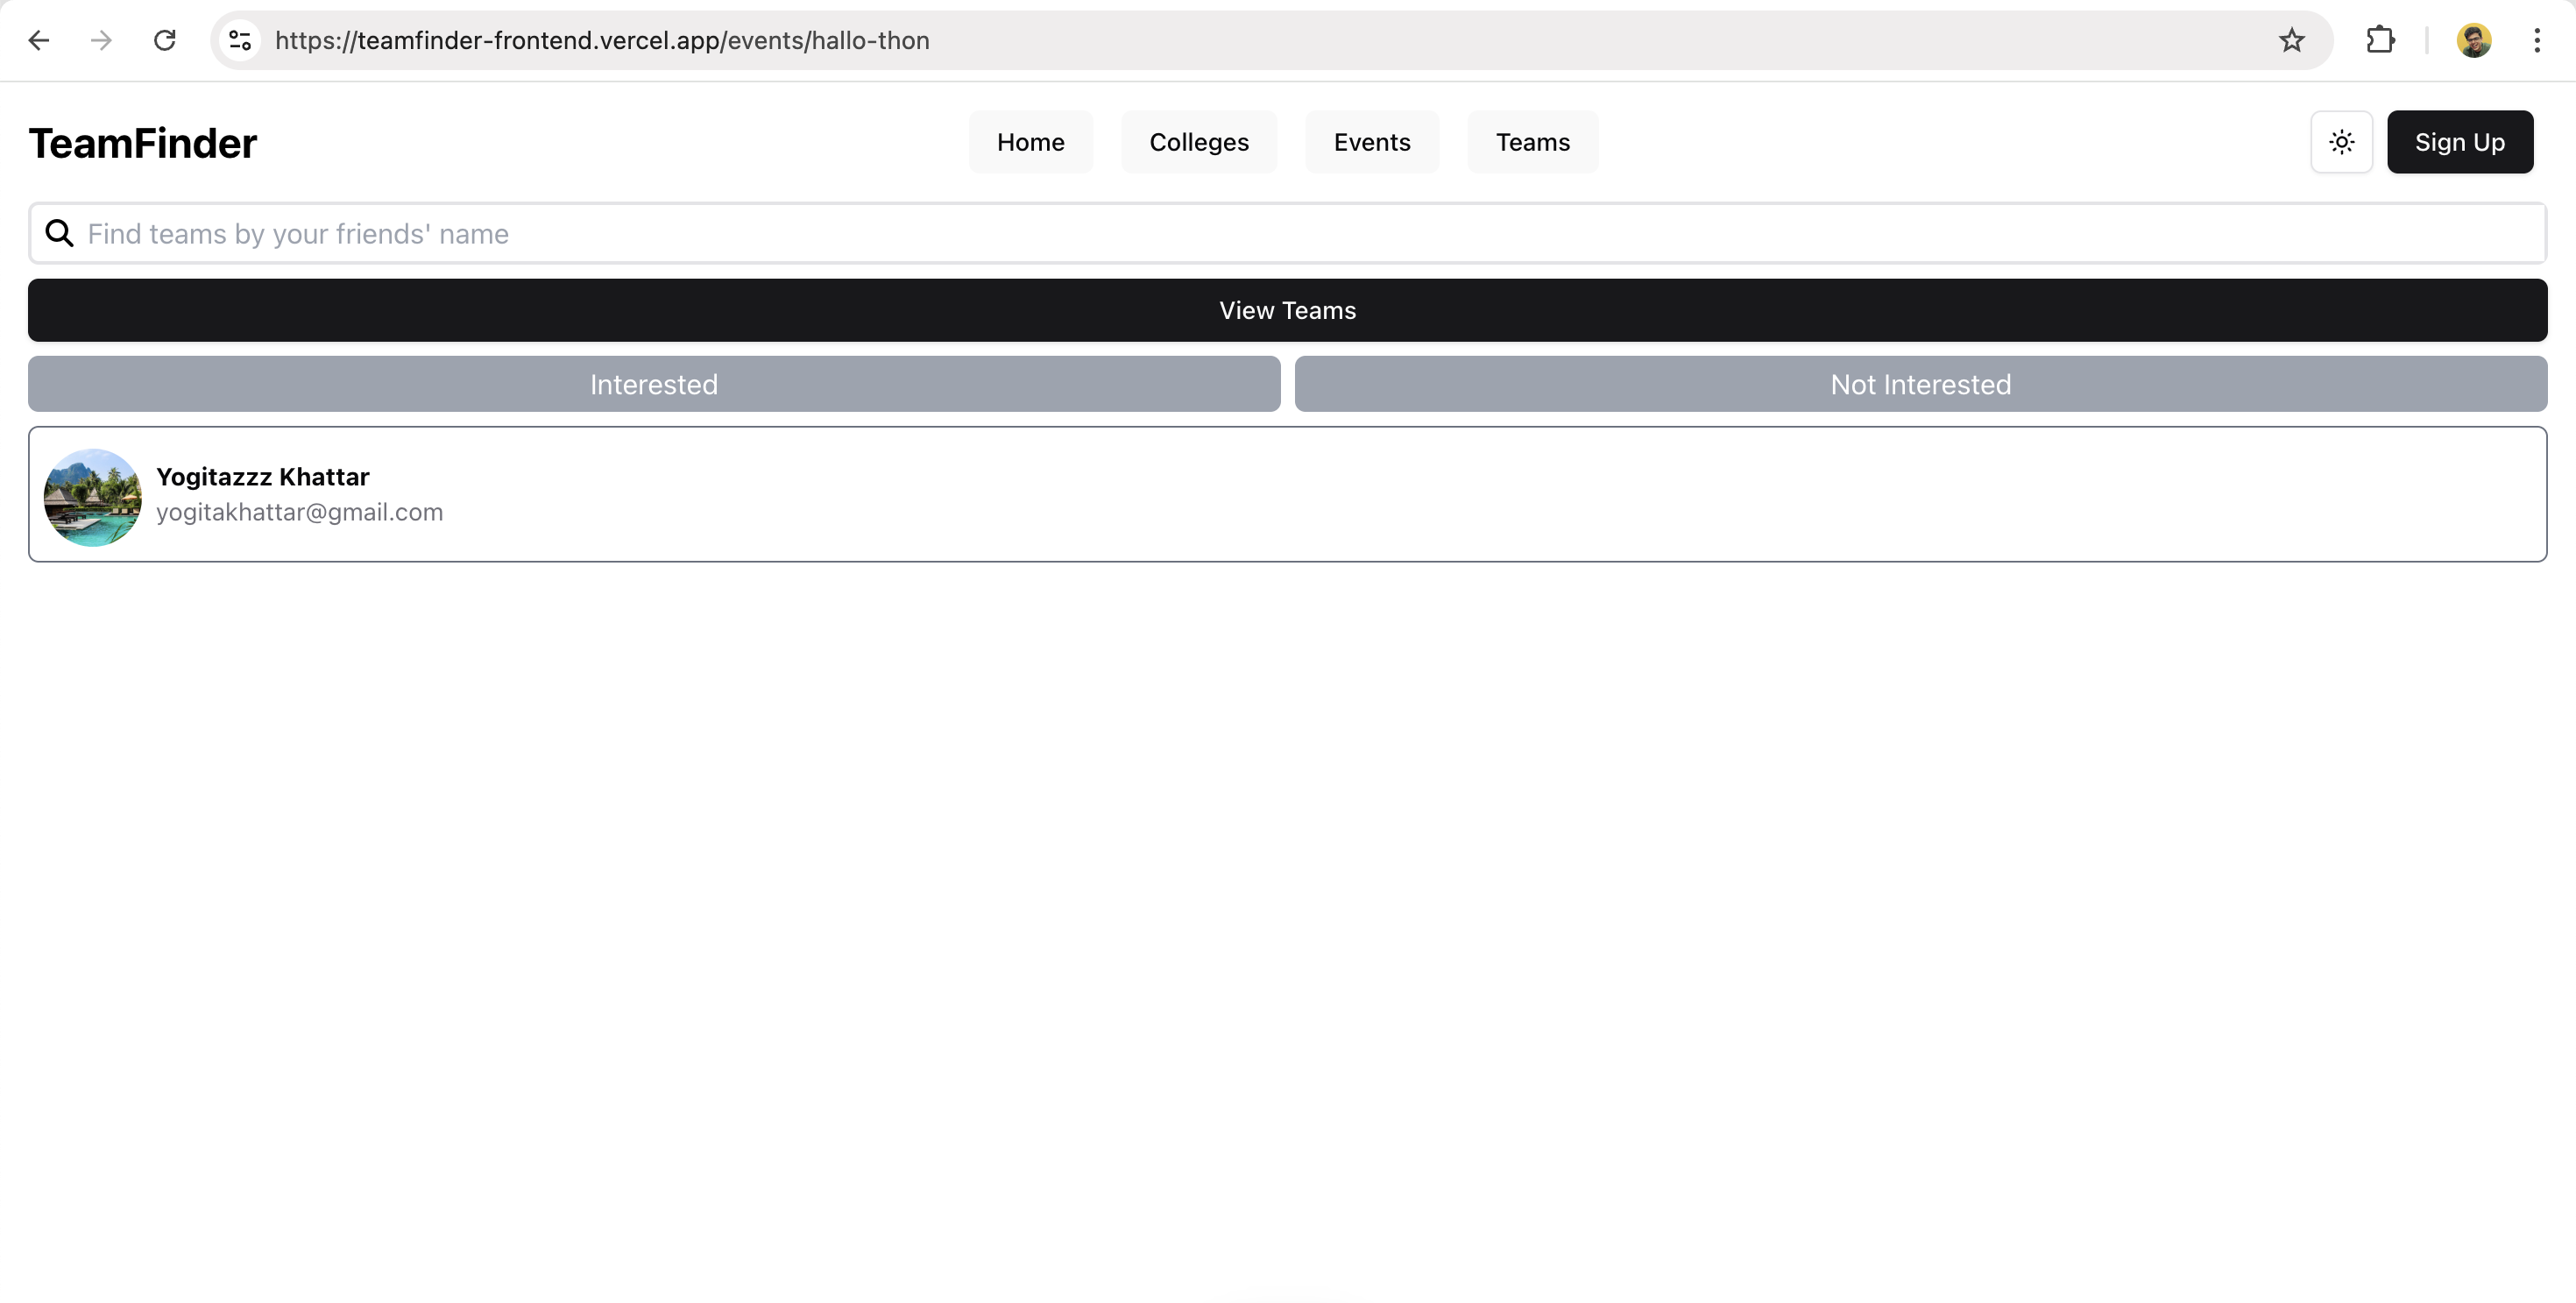 https://teamfinder-frontend.vercel.app/events/hallo-thon
TeamFinder
Home
Colleges
Events
Teams
Sign Up
Find teams by your friends' name
View Teams
Interested
Not Interested
Yogitazzz Khattar
yogitakhattar@gmail.com